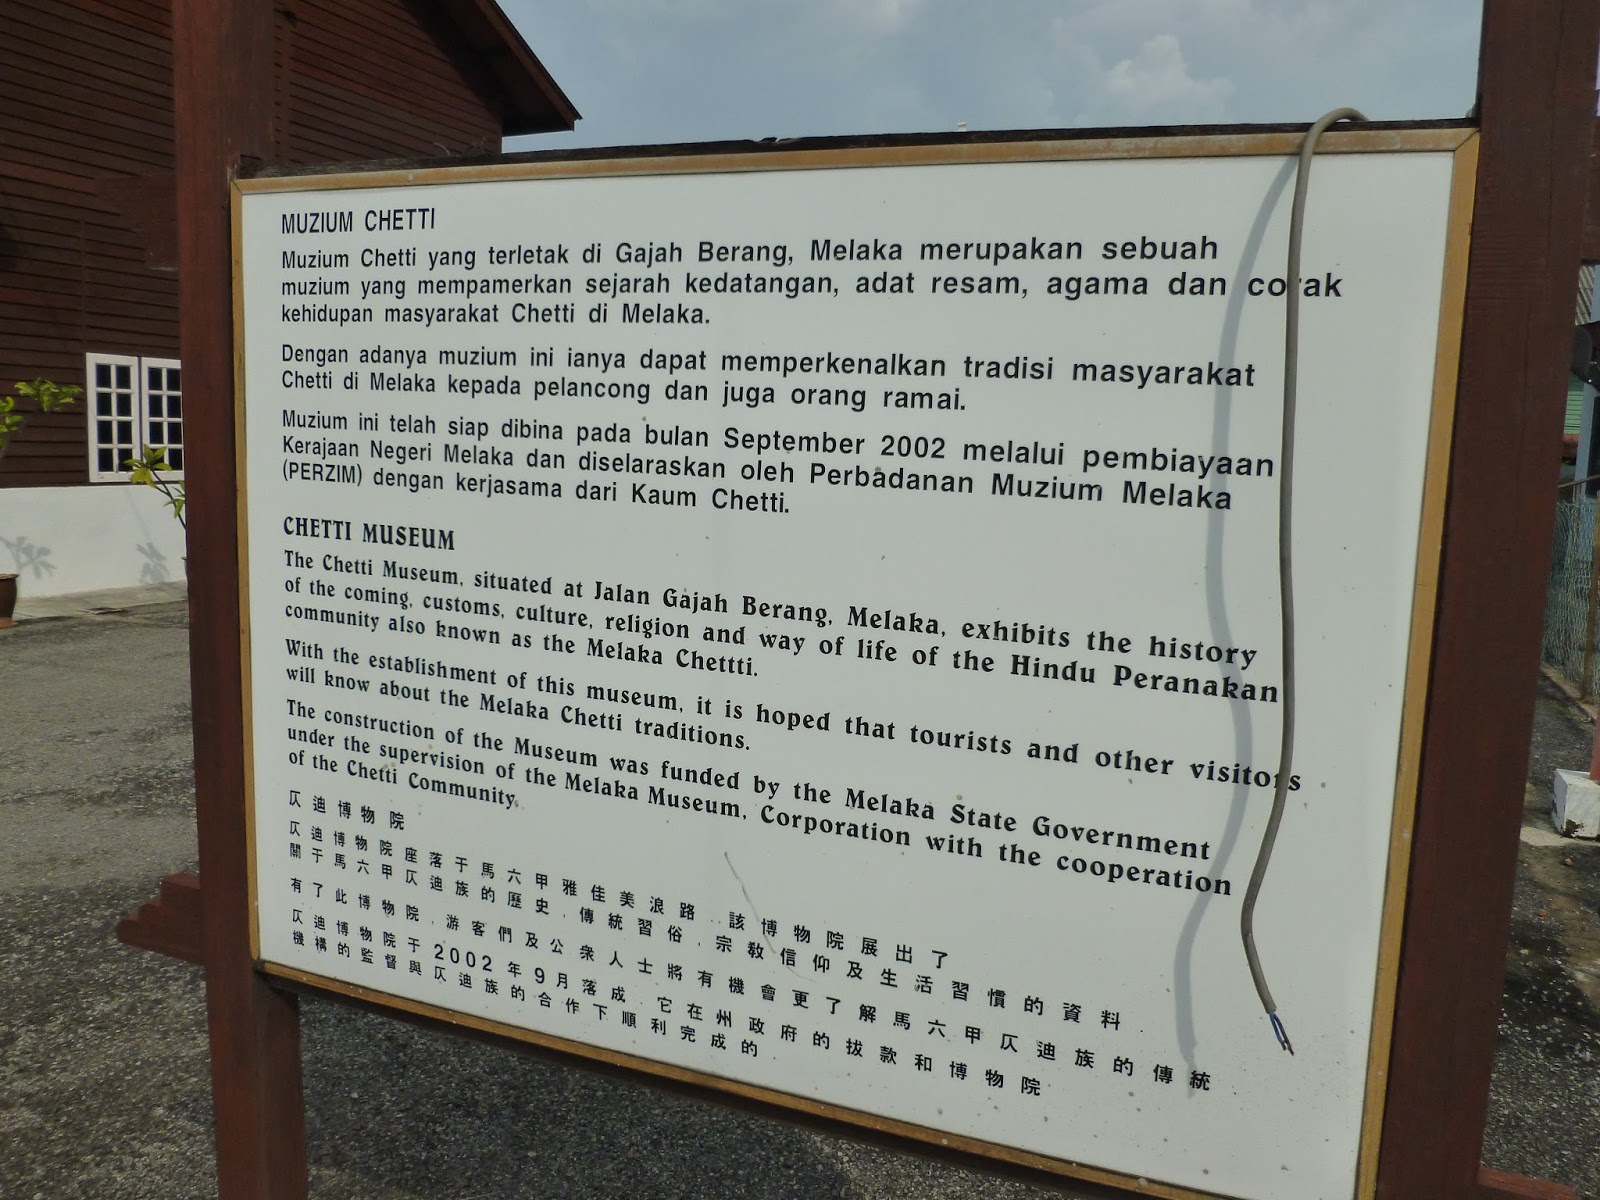 MUZIUM CHETTI
Muzium Chetti yang terletak di Gajah Berang, Melaka merupakan sebuah
muzium yang mempamerkan sejarah kedatangan, adat resam, agama dan corak
kehidupan masyarakat Chetti di Melaka.
Dengan adanya muzium ini ianya dapat memperkenalkan tradisi masyarakat
Chetti di Melaka kepada pelancong dan juga orang ramai.
Muzium ini telah siap dibina pada bulan September 2002 melalui pembiayaan
Kerajaan Negeri Melaka dan diselaraskan oleh Perbadanan Muzium Melaka
(PERZIM) dengan kerjasama dari Kaum Chetti.
CHETTI MUSEUM
The Chetti Museum, situated at Jalan Gajah Berang, Melaka, exhibits the history
of the coming, customs, culture, religion and way of life of the Hindu Peranakan
community also known as the Melaka Chettti.
With the establishment of this museum, it is hoped that tourists and other visitors
will know about the Melaka Chetti traditions.
The construction of the Museum was funded by the Melaka State Government
under the supervision of the Melaka Museum, Corporation with the cooperation
of the Chetti Community.
仄迪博物院
仄迪博物院座落于馬六甲雅佳美浪路．該博物院展出了
關于馬六甲仄迪族的歷史．傳統習俗．宗教信仰及生活習慣的資料．
有了此博物院．游客們及公衆人士將有機會更了解馬六甲仄迪族的傳統
仄迪博物院于2002年9月落成．它在州政府的拔款和博物院
機構的監督與仄迪族的合作下順利完成的．